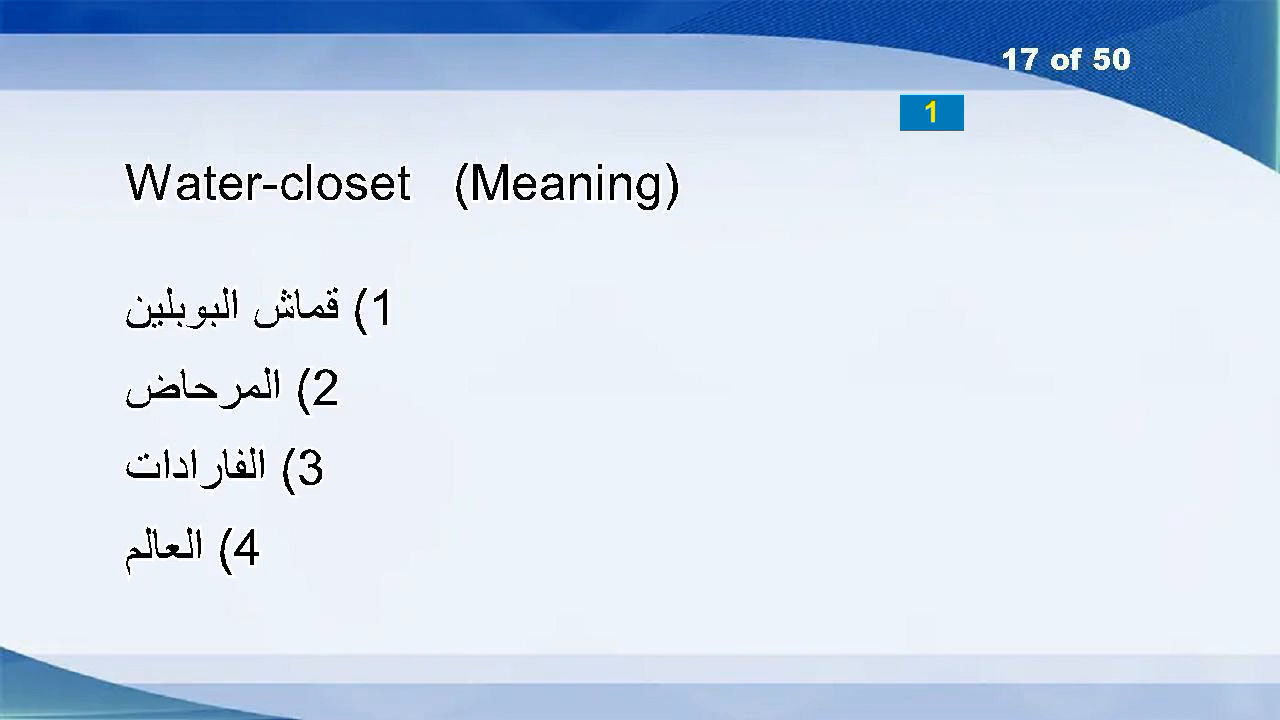 17 of 50
1
Water-closet (Meaning)
1) قماش البوبلين
2) المرحاض
3) الفارادات
4) العالم